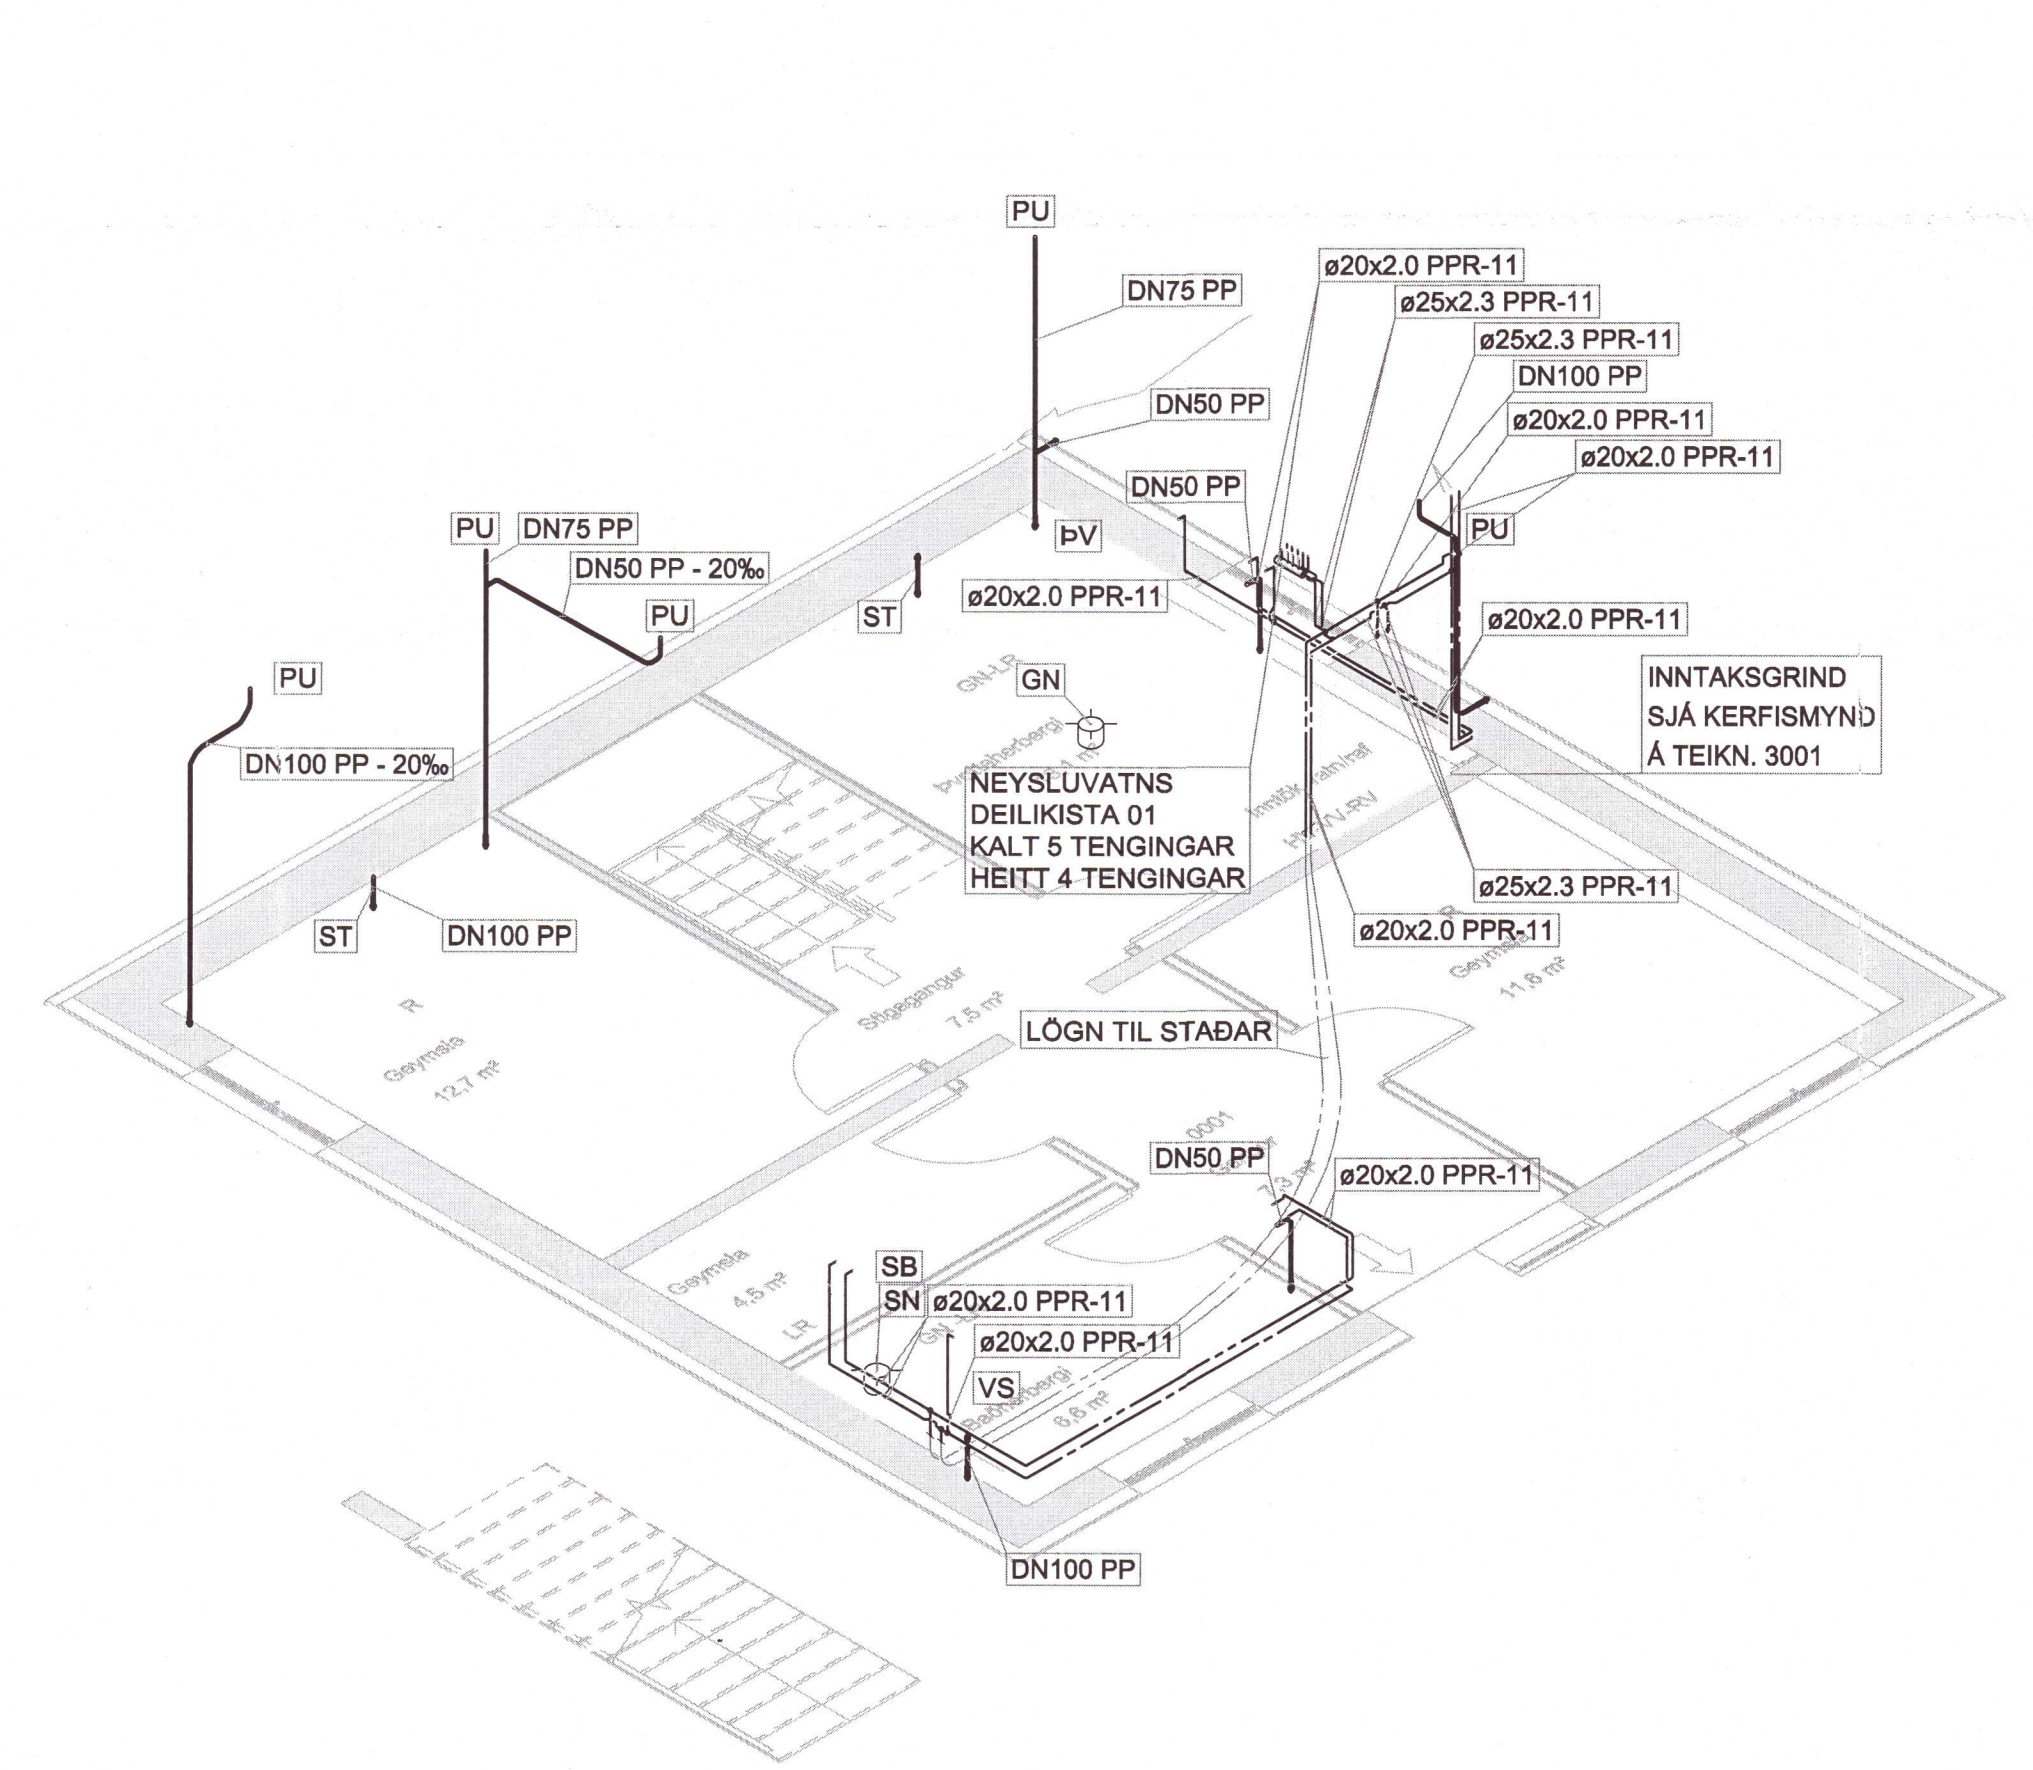 PU
DN75 PP
ø20x2.0 PPR-11
ø25x2.3 PPR-11
ø25x2.3 PPR-11
DN100 PP
DN50 PP
ø20x2.0 PPR-11
ø20x2.0 PPR-11
DN50 PP
PU
DN75 PP
PU
ÞV
DN50 PP - 20‰
ø20x2.0 PPR-11
PU
ST
ø20x2.0 PPR-11
PU
GN-LR
GN
INNTAKSGRIND
SJÁ KERFISMYND
Á TEIKN. 3001
DN100 PP - 20‰
NEYSLUVATNS
DEILIKISTA 01
KALT 5 TENGINGAR
HEITT 4 TENGINGAR
ø25x2.3 PPR-11
ST
DN100 PP
ø20x2.0 PPR-11
R
Geymsla
11,6 m²
Stigagangur
7,5 m²
R
Geymsla
12,7 m²
LÖGN TIL STAÐAR
0001
DN50 PP
ø20x2.0 PPR-11
Geymsla
4,5 m²
LR
SB
SN
ø20x2.0 PPR-11
ø20x2.0 PPR-11
VS
Baðherbergi
6,6 m²
DN100 PP